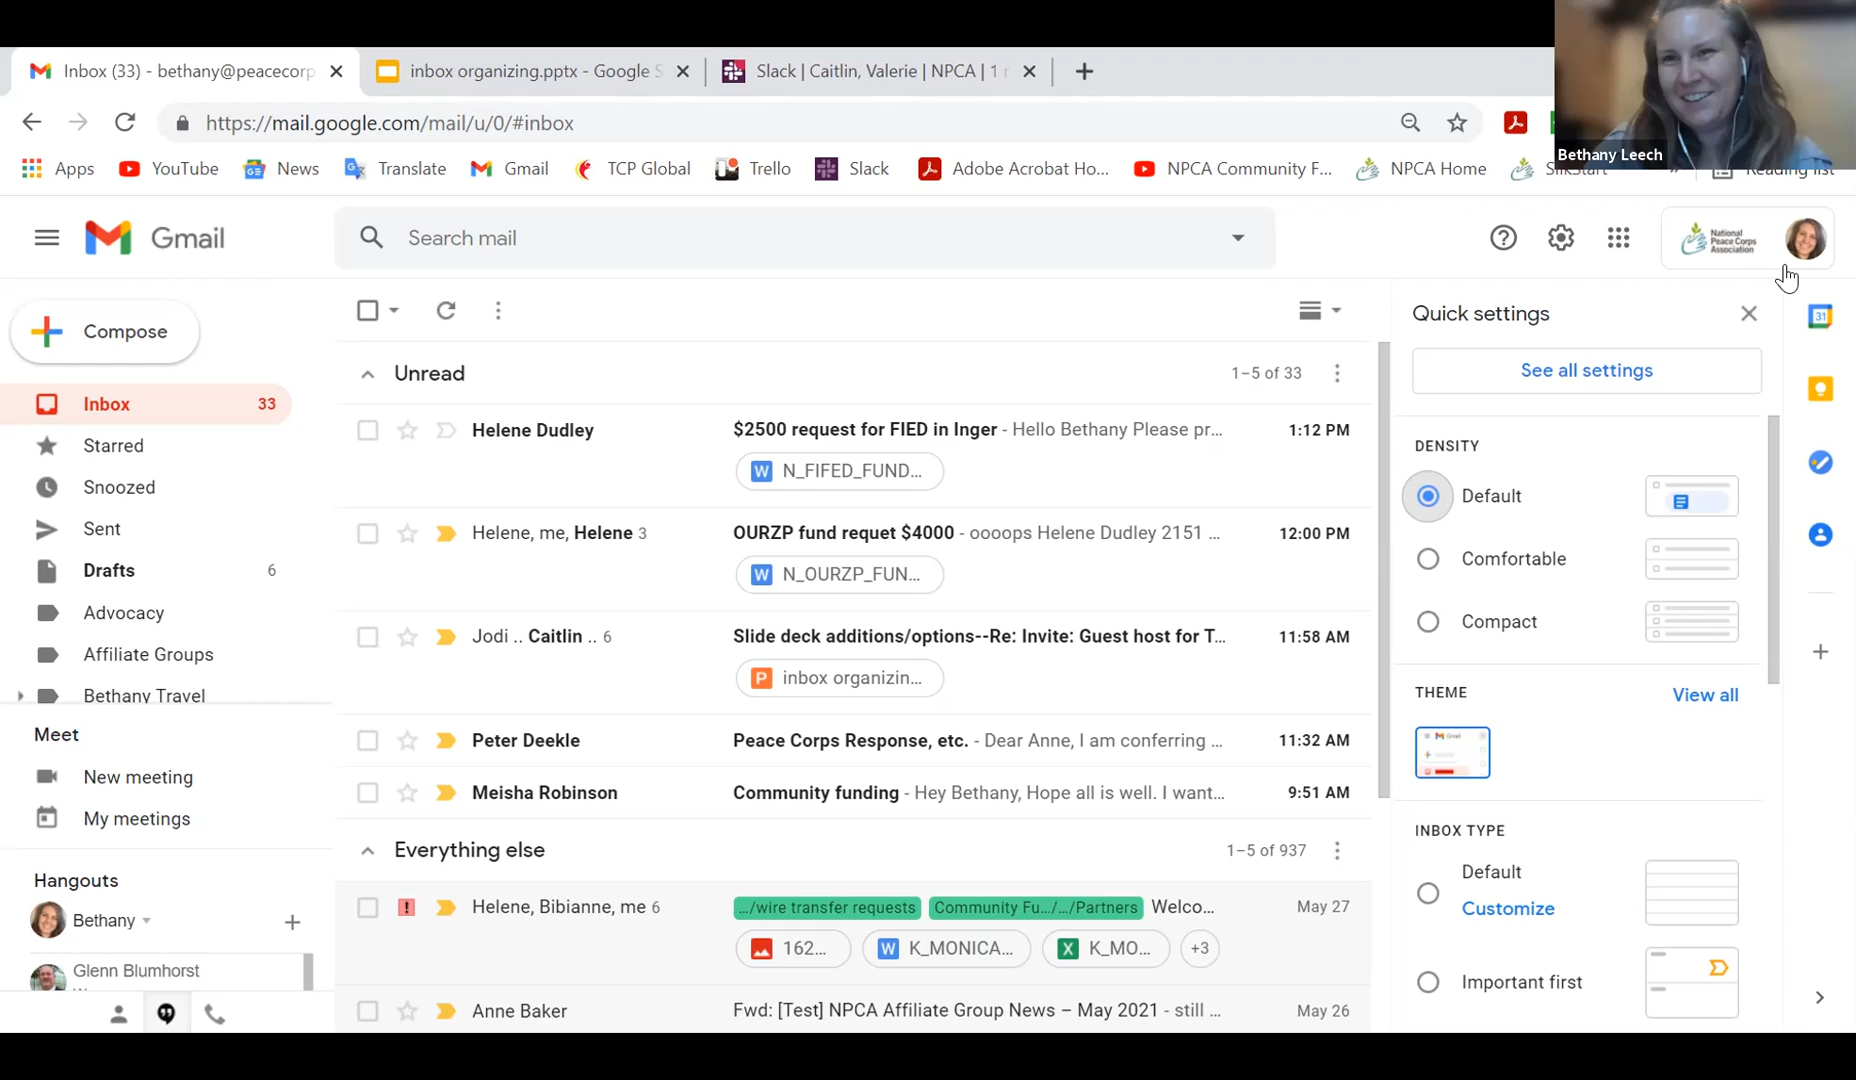 Inbox (33) - bethany@peacecorp
inbox organizing.pptx - Google S
Slack | Caitlin, Valerie | NPCA | 1
https://mail.google.com/mail/u/0/#inbox
Bethany Leech
Apps YouTube News Translate Gmail TCP Global Trello Slack Adobe Acrobat Ho... NPCA Community F... NPCA Home SilkStart » Reading list
Gmail
Search mail
National Peace Corps Association
Compose
Inbox 33
Starred
Snoozed
Sent
Drafts 6
Advocacy
Affiliate Groups
Bethany Travel
Meet
New meeting
My meetings
Hangouts
Bethany
Glenn Blumhorst
Unread 1–5 of 33
Helene Dudley $2500 request for FIED in Inger - Hello Bethany Please pr... 1:12 PM
W N_FIFED_FUND...
Helene, me, Helene 3 OURZP fund requet $4000 - oooops Helene Dudley 2151 ... 12:00 PM
W N_OURZP_FUN...
Jodi .. Caitlin .. 6 Slide deck additions/options--Re: Invite: Guest host for T... 11:58 AM
P inbox organizin...
Peter Deekle Peace Corps Response, etc. - Dear Anne, I am conferring ... 11:32 AM
Meisha Robinson Community funding - Hey Bethany, Hope all is well. I want... 9:51 AM
Everything else 1–5 of 937
Helene, Bibianne, me 6 .../wire transfer requests Community Fu.../.../Partners Welco... May 27
162... W K_MONICA... X K_MO... +3
Anne Baker Fwd: [Test] NPCA Affiliate Group News – May 2021 - still ... May 26
Quick settings
See all settings
DENSITY
Default
Comfortable
Compact
THEME View all
Gmail
INBOX TYPE
Default
Customize
Important first
31